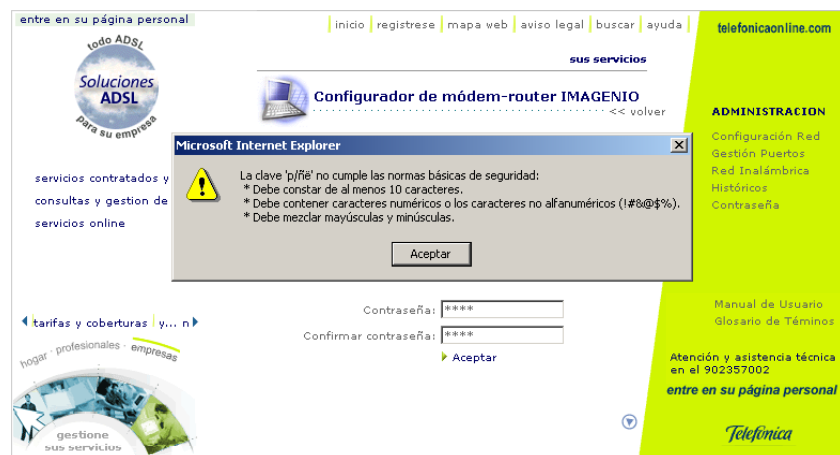 entre en su página personal
inicio registrese mapa web aviso legal buscar ayuda
telefonicaonline.com
todo ADSL
Soluciones
ADSL
para su empresa
sus servicios
Configurador de módem-router IMAGENIO
<< volver
ADMINISTRACION
Configuración Red
Gestión Puertos
Red Inalámbrica
Históricos
Contraseña
Microsoft Internet Explorer
La clave 'p/ñë' no cumple las normas básicas de seguridad:
* Debe constar de al menos 10 caracteres.
* Debe contener caracteres numéricos o los caracteres no alfanuméricos (!#&@$%).
* Debe mezclar mayúsculas y minúsculas.
Aceptar
servicios contratados y
consultas y gestion de
servicios online
Contraseña: ****
Confirmar contraseña: ****
Aceptar
tarifas y coberturas y... n
hogar · profesionales · empresas
gestione
sus servicios
Manual de Usuario
Glosario de Téminos
Atención y asistencia técnica
en el 902357002
entre en su página personal
Telefónica